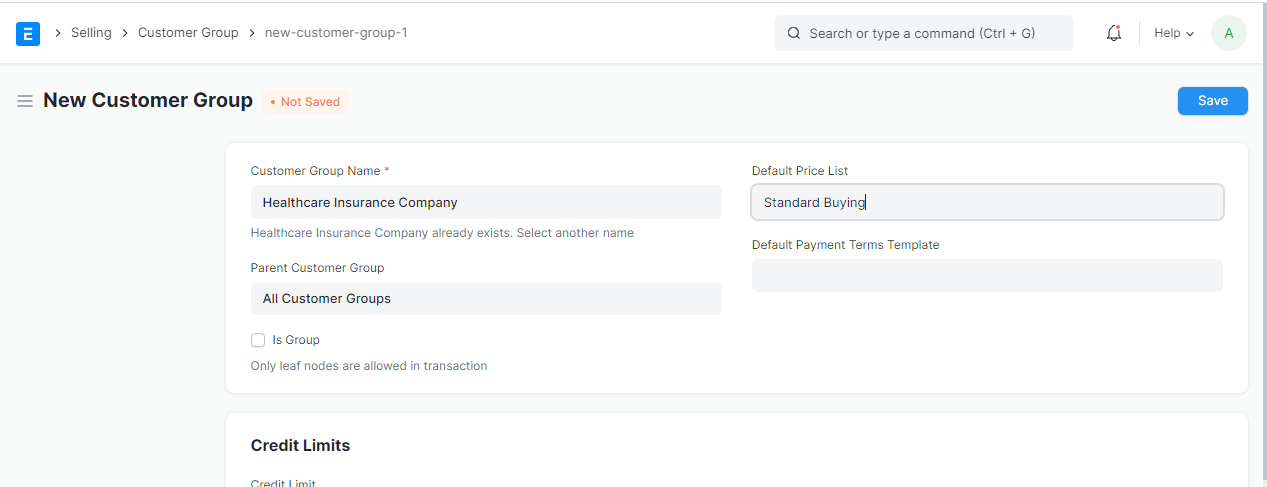 E > Selling > Customer Group > new-customer-group-1
Search or type a command (Ctrl + G)
Help
A
New Customer Group
• Not Saved
Save
Customer Group Name *
Healthcare Insurance Company
Healthcare Insurance Company already exists. Select another name
Parent Customer Group
All Customer Groups
Is Group
Only leaf nodes are allowed in transaction
Default Price List
Standard Buying
Default Payment Terms Template
Credit Limits
Credit Limit